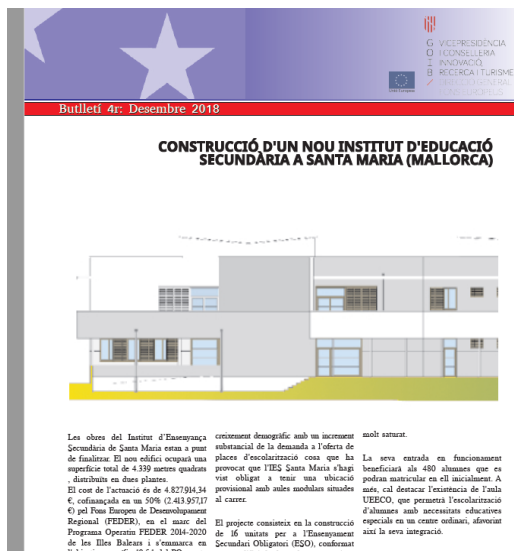 G VICEPRESIDÈNCIA
O I CONSELLERIA
I INNOVACIÓ,
B RECERCA I TURISME
Butlletí 4r: Desembre 2018
CONSTRUCCIÓ D'UN NOU INSTITUT D'EDUCACIÓ
SECUNDÀRIA A SANTA MARIA (MALLORCA)
Les obres del Institut d'Ensenyança
Secundària de Santa Maria estan a punt
de finalitzar. El nou edifici ocuparà una
superfície total de 4.339 metres quadrats
, distribuïts en dues plantes.
El cost de l'actuació és de 4.827.914,34
€, cofinançada en un 50% (2.413.957,17
€) pel Fons Europeu de Desenvolupament
Regional (FEDER), en el marc del
Programa Operatiu FEDER 2014-2020
de les Illes Balears i s'emmarca en
creixement demogràfic amb un increment
substancial de la demanda a l'oferta de
places d'escolarització cosa que ha
provocat que l'IES Santa Maria s'hagi
vist obligat a tenir una ubicació
provisional amb aules modulars situades
al carrer.
El projecte consisteix en la construcció
de 16 unitats per a l'Ensenyament
Secundari Obligatori (ESO), conformat
molt saturat.
La seva entrada en funcionament
beneficiarà als 480 alumnes que es
podran matricular en ell inicialment. A
més, cal destacar l'existència de l'aula
UEECO, que permetrà l'escolarització
d'alumnes amb necessitats educatives
especials en un centre ordinari, afavorint
així la seva integració.